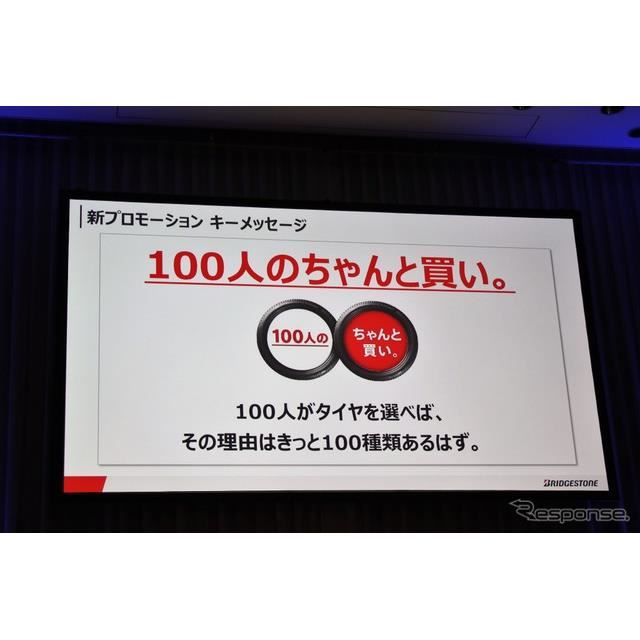 新プロモーション キーメッセージ
100人のちゃんと買い。
100人の
ちゃんと
買い。
100人がタイヤを選べば、
その理由はきっと100種類あるはず。
BRIDGESTONE
Response.